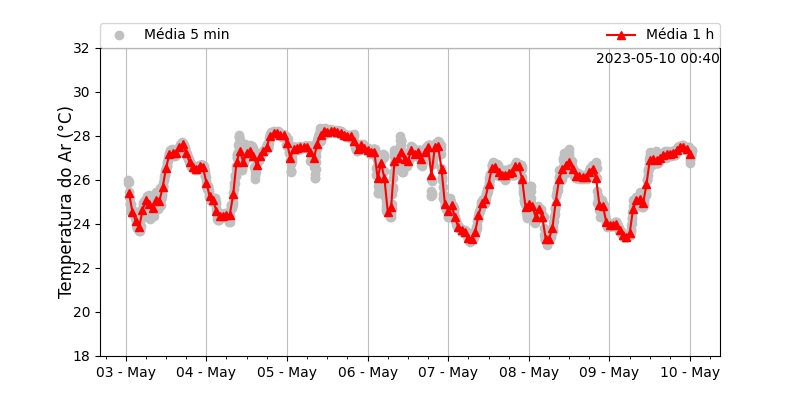 Média 5 min
Média 1 h
2023-05-10 00:40
Temperatura do Ar (°C)
32
30
28
26
24
22
20
18
03 - May
04 - May
05 - May
06 - May
07 - May
08 - May
09 - May
10 - May